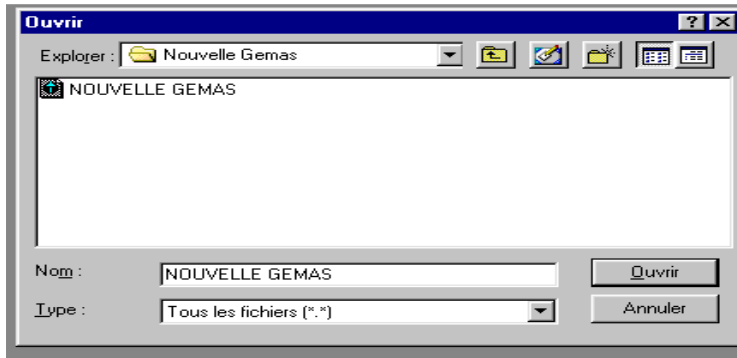 Ouvrir
Explorer : Nouvelle Gemas
NOUVELLE GEMAS
Nom : NOUVELLE GEMAS Ouvrir
Type : Tous les fichiers (*.*) Annuler